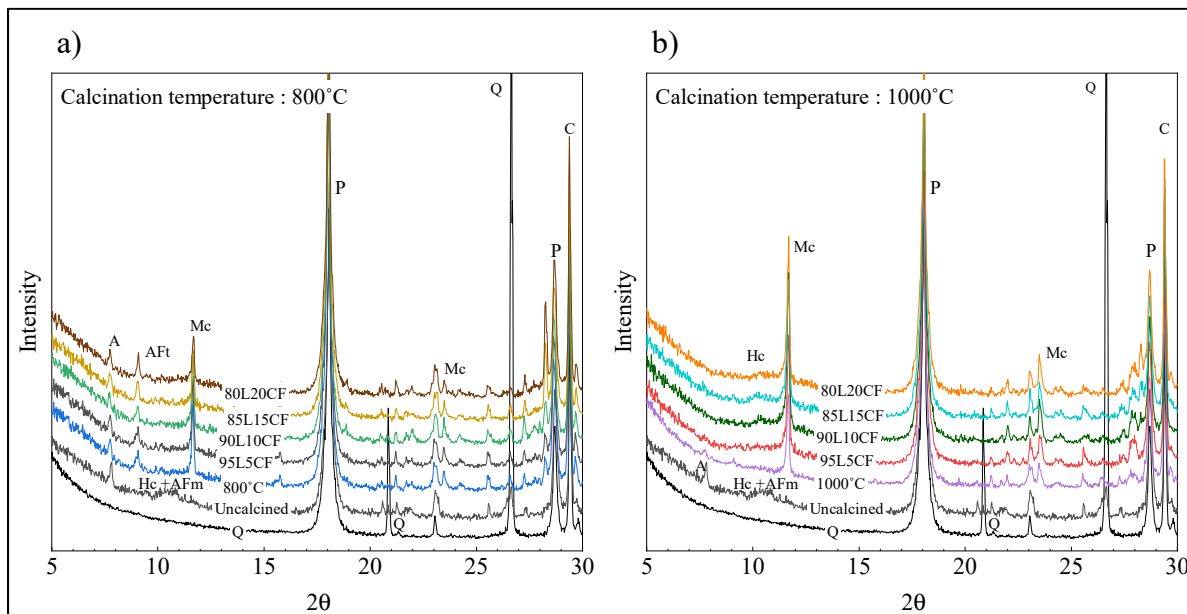 a)
Calcination temperature : 800˚C
Q
C
P
P
A
AFt
Mc
Mc
80L20CF
85L15CF
90L10CF
95L5CF
Hc +AFm
800˚C
Uncalcined
Q
Q
Intensity
5
10
15
20
25
30
2θ
b)
Calcination temperature : 1000˚C
Q
C
P
P
Mc
Hc
Mc
80L20CF
85L15CF
90L10CF
95L5CF
A
Hc +AFm
1000˚C
Uncalcined
Q
Q
Intensity
5
10
15
20
25
30
2θ